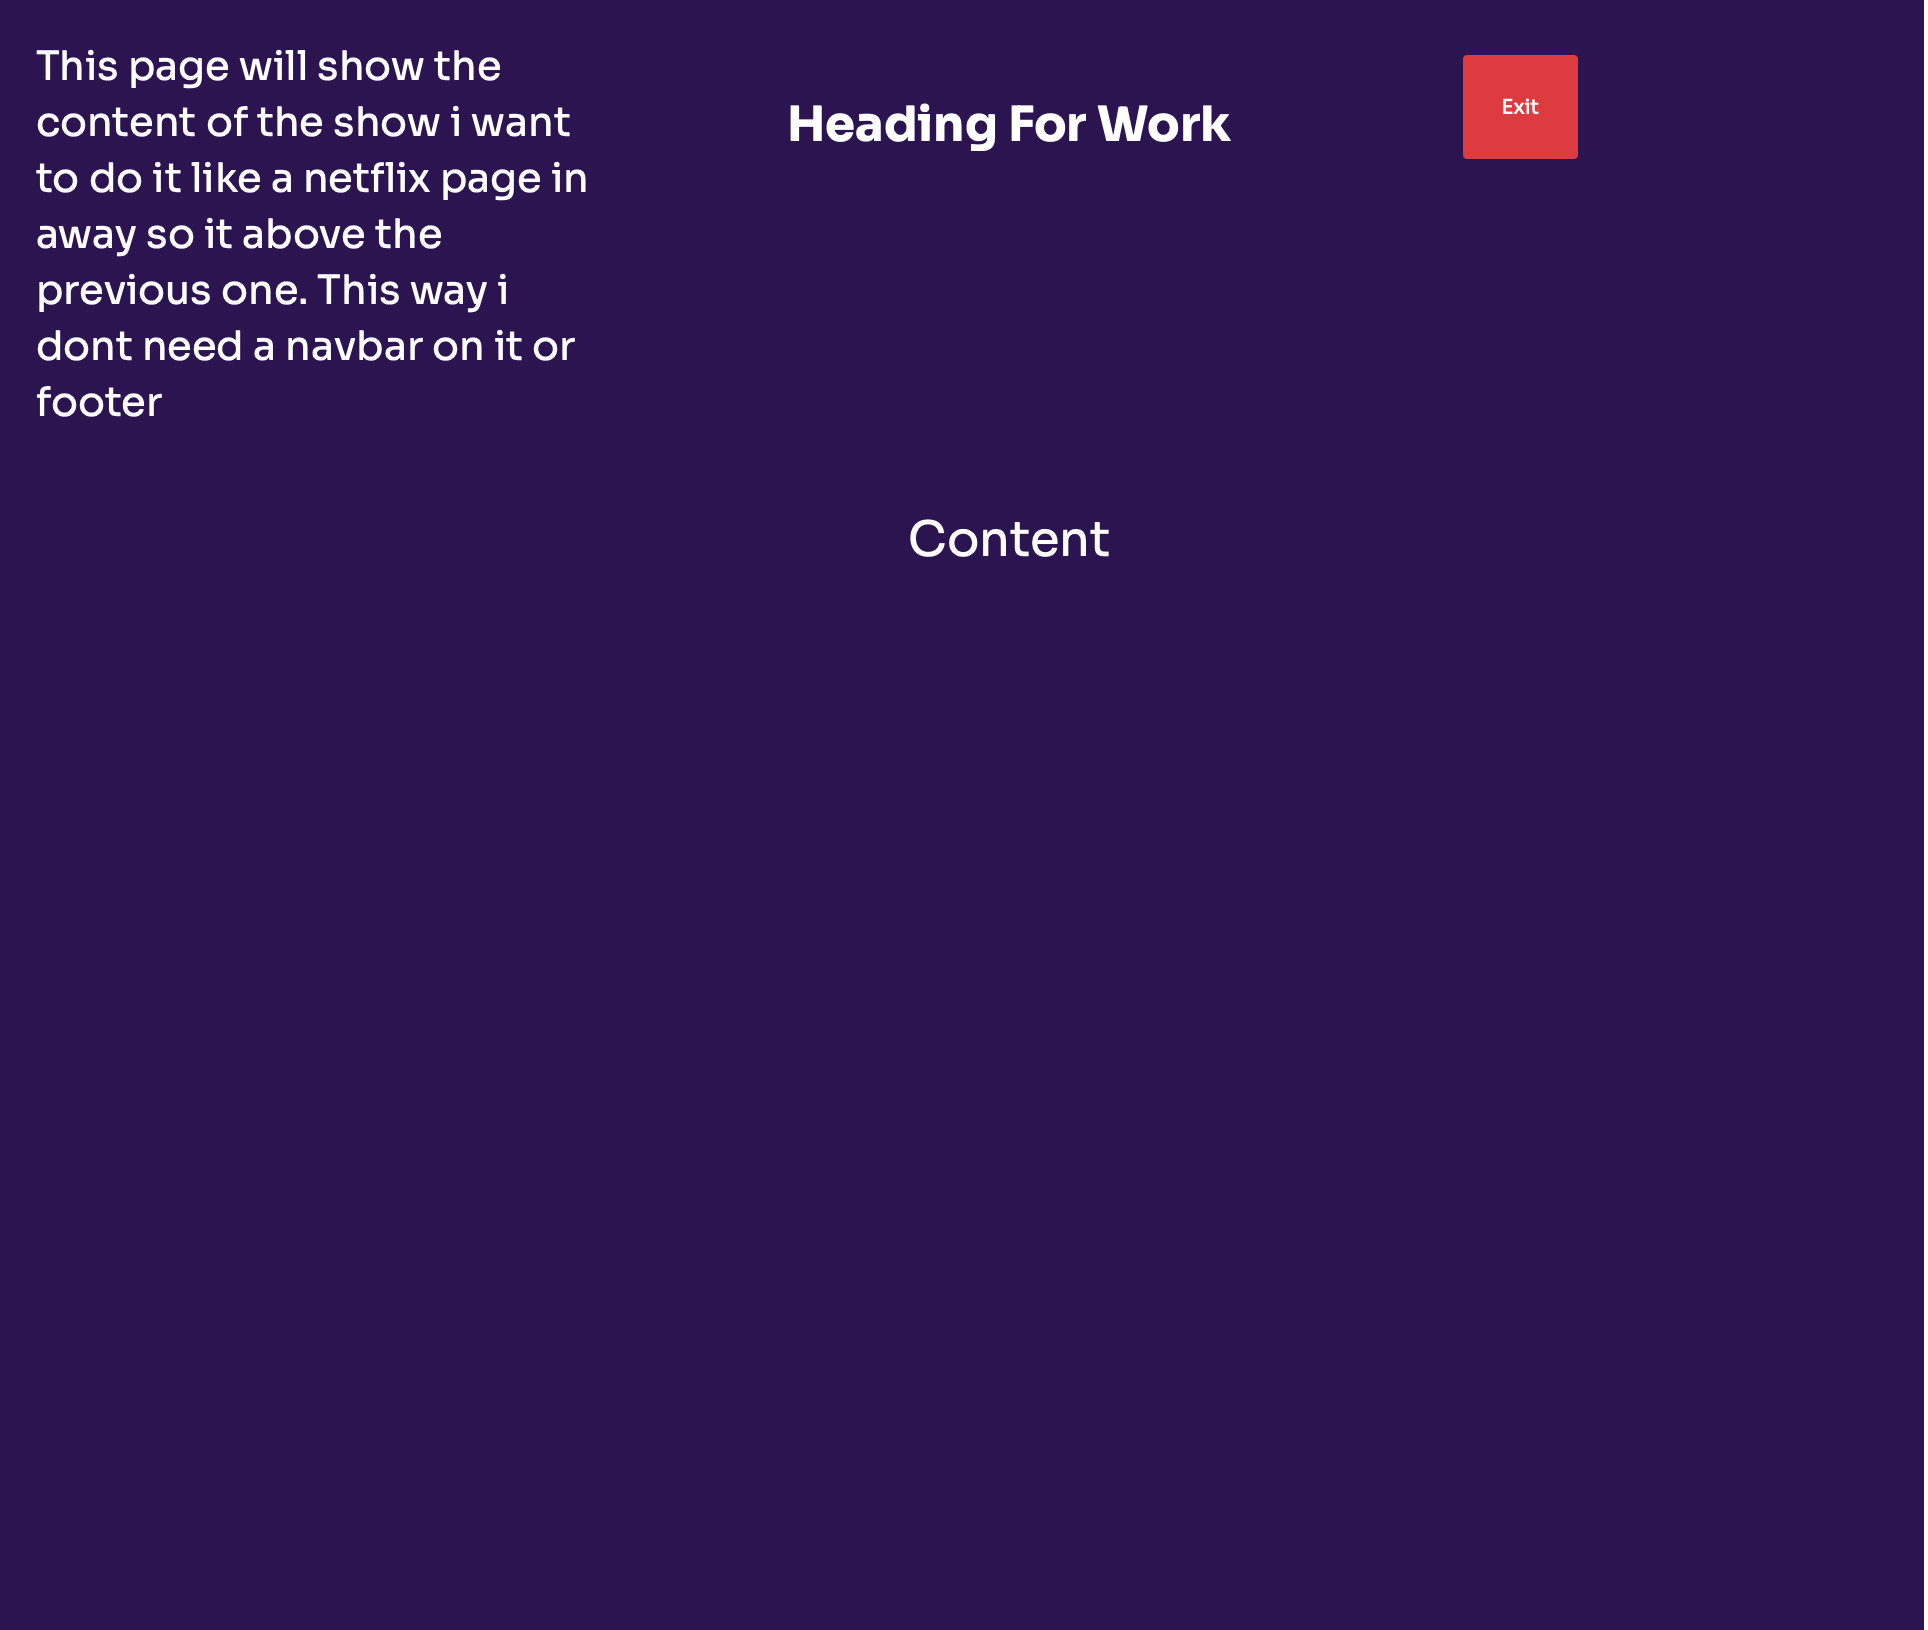 This page will show the
content of the show i want
to do it like a netflix page in
away so it above the
previous one. This way i
dont need a navbar on it or
footer
Heading For Work
Exit
Content